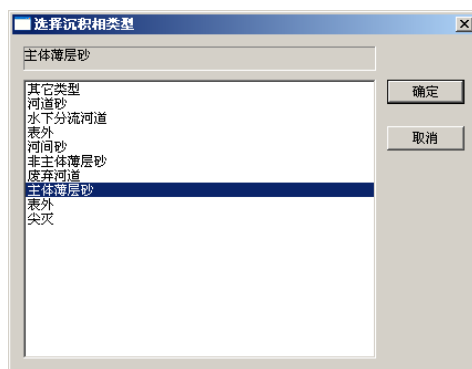 选择沉积相类型
主体薄层砂
其它类型
河道砂
水下分流河道
表外
河间砂
非主体薄层砂
废弃河道
主体薄层砂
表外
尖灭
确定
取消